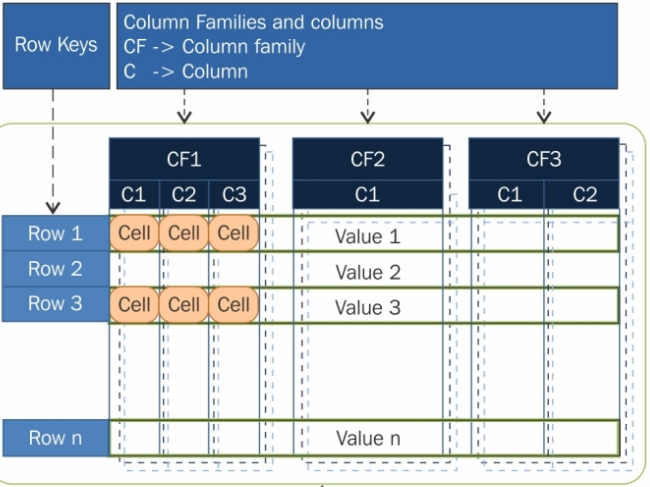 Row Keys
Column Families and columns
CF -> Column family
C -> Column
CF1 CF2 CF3
C1 C2 C3 C1 C1 C2
Row 1 Cell Cell Cell Value 1
Row 2 Value 2
Row 3 Cell Cell Cell Value 3
Row n Value n